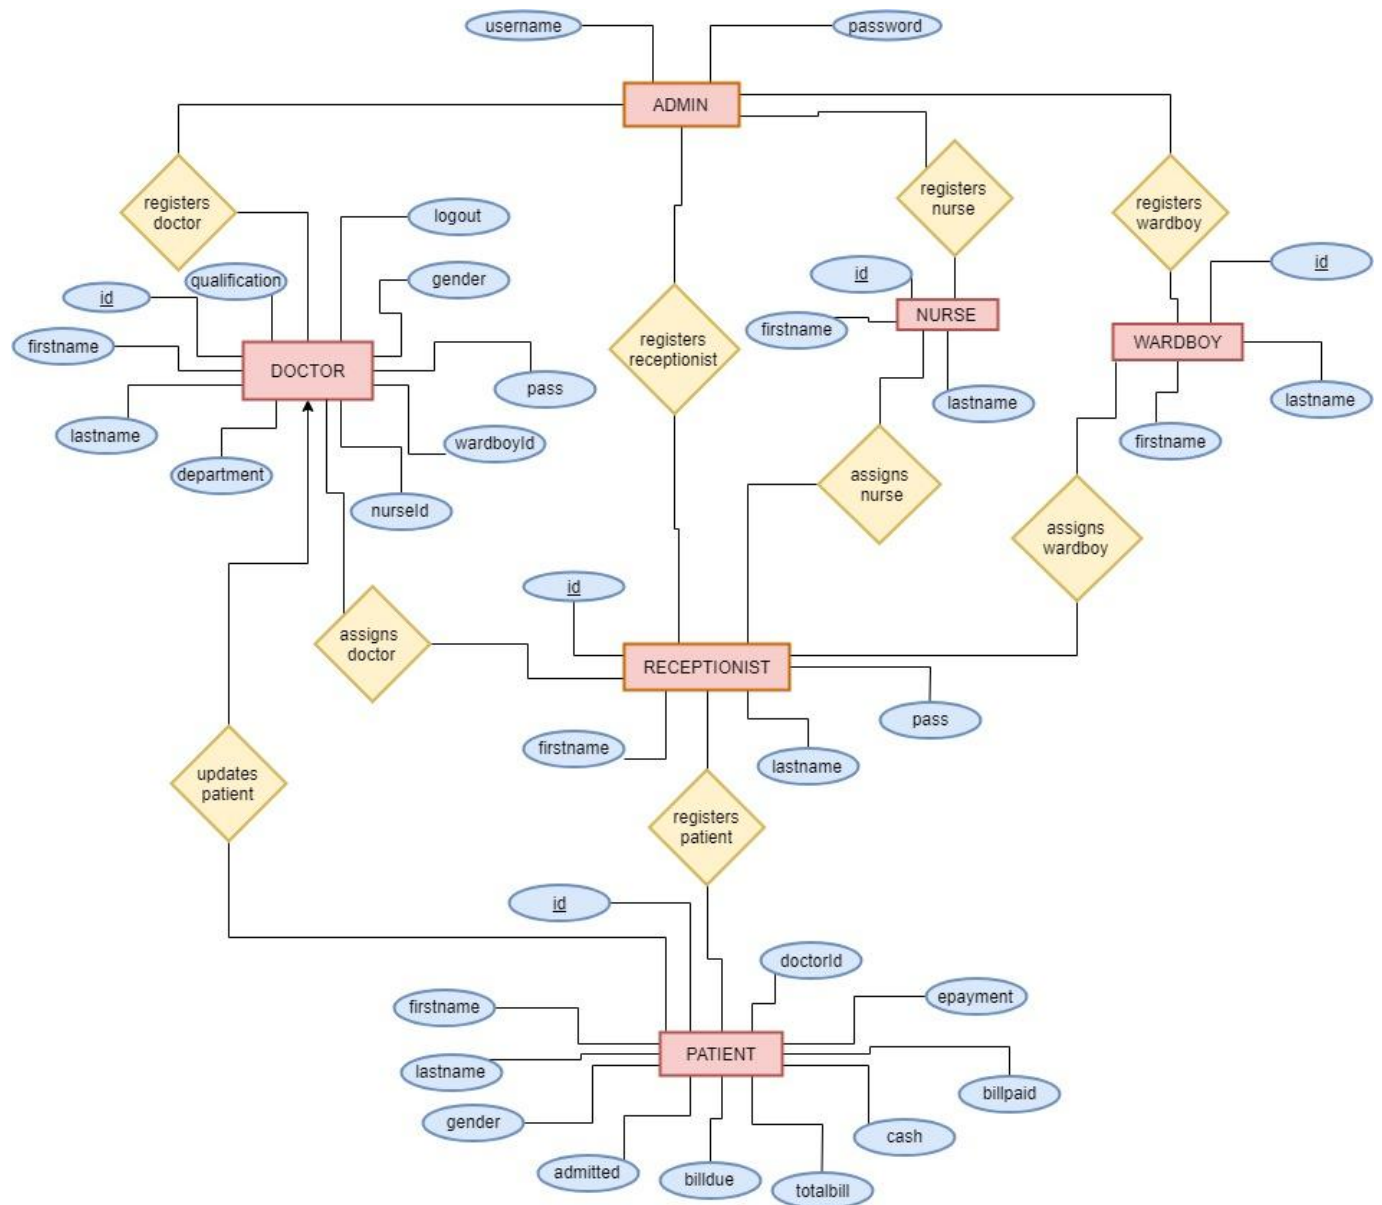 username
password
ADMIN
registers
doctor
registers
nurse
registers
wardboy
logout
qualification
gender
id
id
id
firstname
firstname
NURSE
registers
receptionist
WARDBOY
DOCTOR
pass
lastname
lastname
lastname
wardboyId
firstname
department
nurseId
assigns
nurse
assigns
wardboy
id
assigns
doctor
RECEPTIONIST
pass
firstname
lastname
updates
patient
registers
patient
id
doctorId
firstname
epayment
PATIENT
lastname
billpaid
gender
cash
admitted
billdue
totalbill